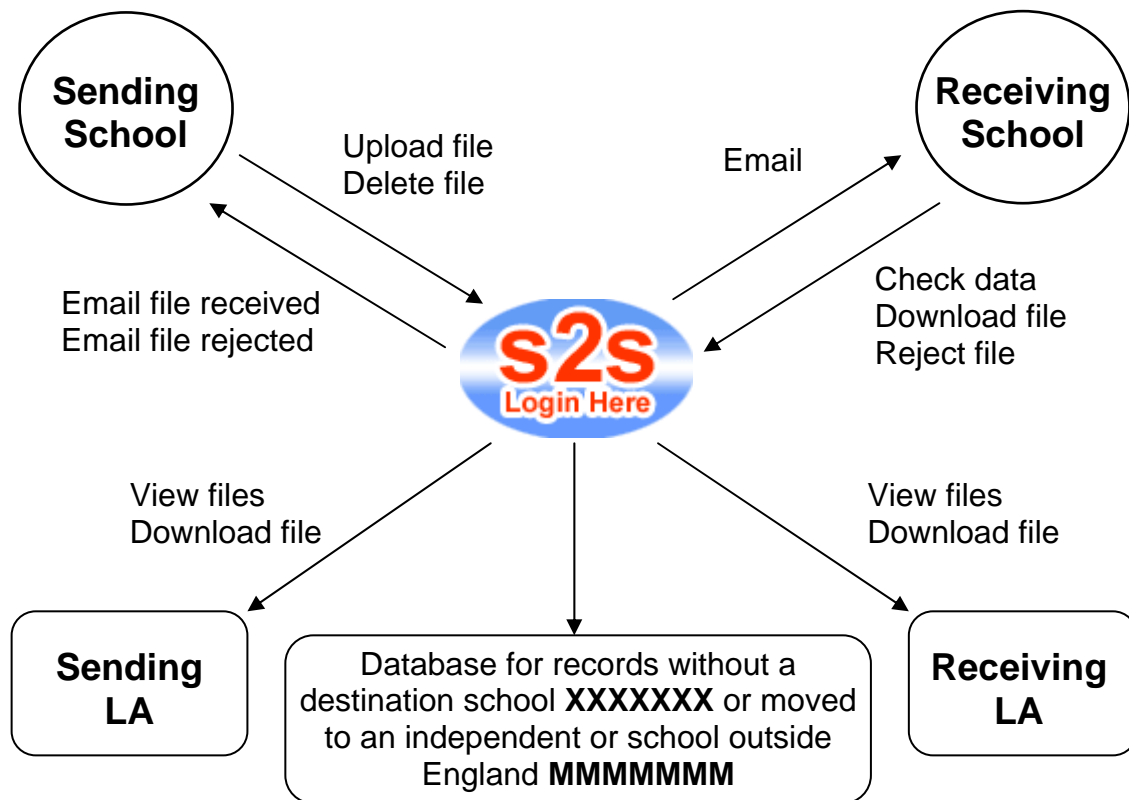 Sending
School
Receiving
School
Upload file
Delete file
Email
Email file received
Email file rejected
Check data
Download file
Reject file
s2s
Login Here
View files
Download file
View files
Download file
Sending
LA
Database for records without a
destination school XXXXXXX or moved
to an independent or school outside
England MMMMMMM
Receiving
LA